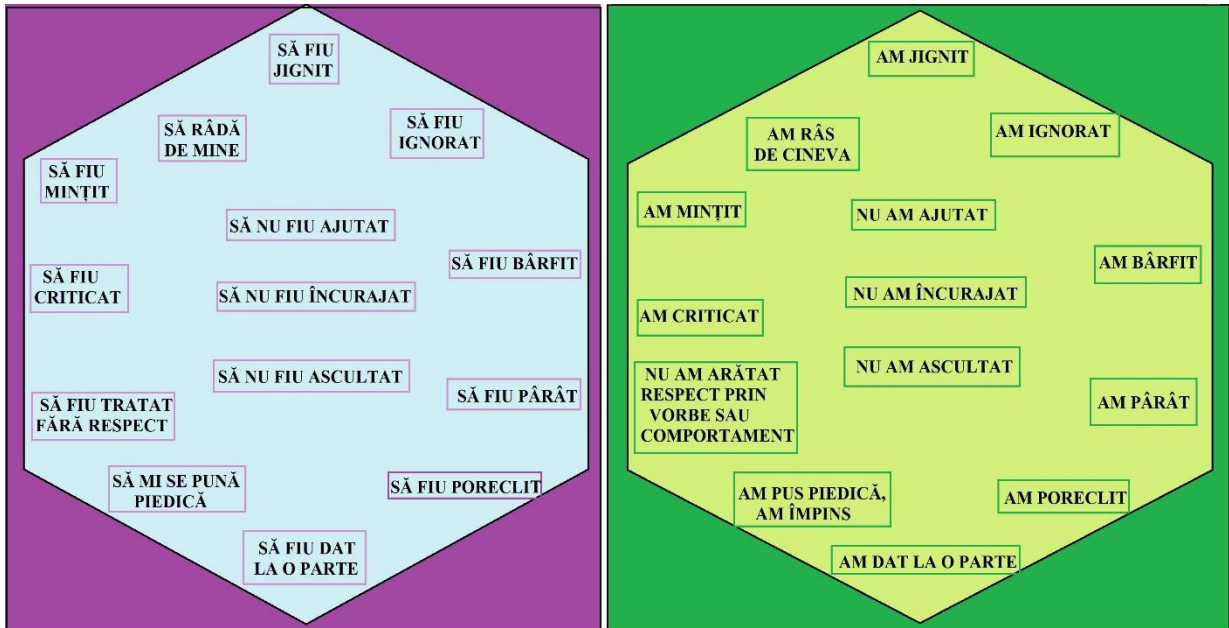 SĂ FIU
JIGNIT
SĂ RÂDĂ
DE MINE
SĂ FIU
IGNORAT
SĂ FIU
MINȚIT
SĂ NU FIU AJUTAT
SĂ FIU BÂRFIT
SĂ FIU
CRITICAT
SĂ NU FIU ÎNCURAJAT
SĂ NU FIU ASCULTAT
SĂ FIU PÂRÂT
SĂ FIU TRATAT
FĂRĂ RESPECT
SĂ MI SE PUNĂ
PIEDICĂ
SĂ FIU PORECLIT
SĂ FIU DAT
LA O PARTE
AM JIGNIT
AM RÂS
DE CINEVA
AM IGNORAT
AM MINȚIT
NU AM AJUTAT
AM BÂRFIT
NU AM ÎNCURAJAT
AM CRITICAT
NU AM ASCULTAT
NU AM ARĂTAT
RESPECT PRIN
VORBE SAU
COMPORTAMENT
AM PÂRÂT
AM PUS PIEDICĂ,
AM ÎMPINS
AM PORECLIT
AM DAT LA O PARTE